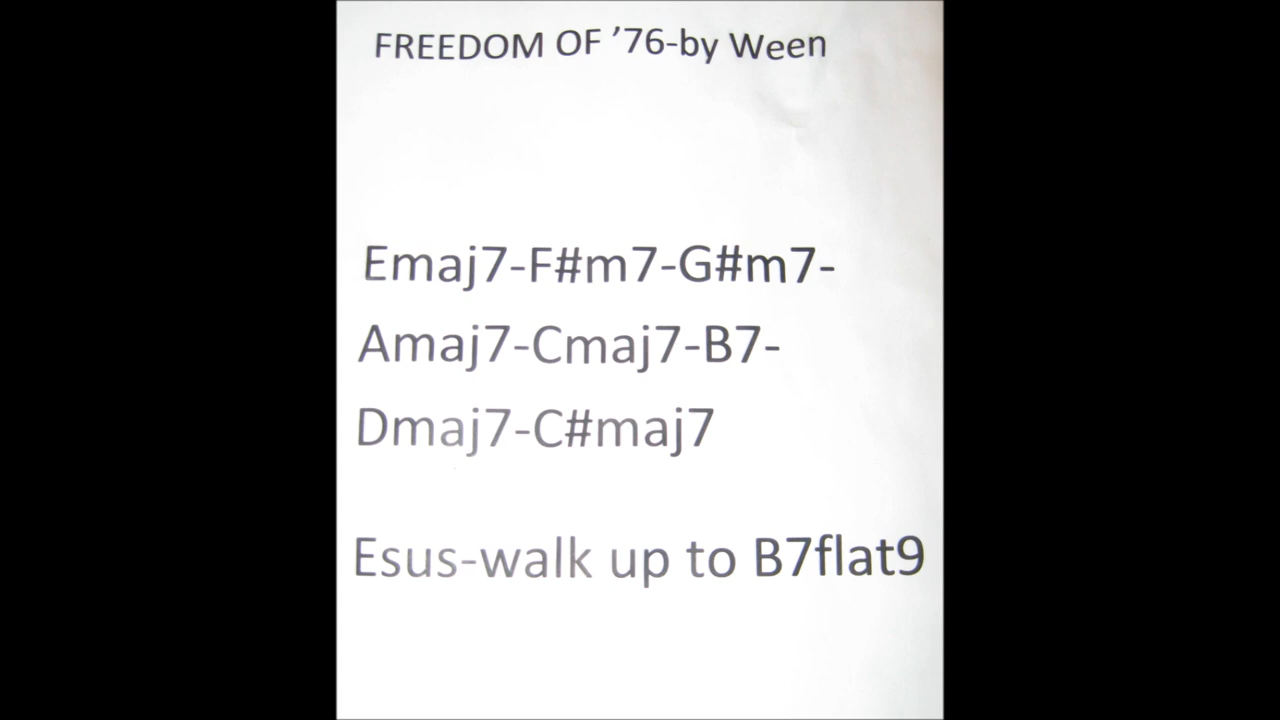 FREEDOM OF ’76-by Ween
Emaj7-F#m7-G#m7-
Amaj7-Cmaj7-B7-
Dmaj7-C#maj7
Esus-walk up to B7flat9